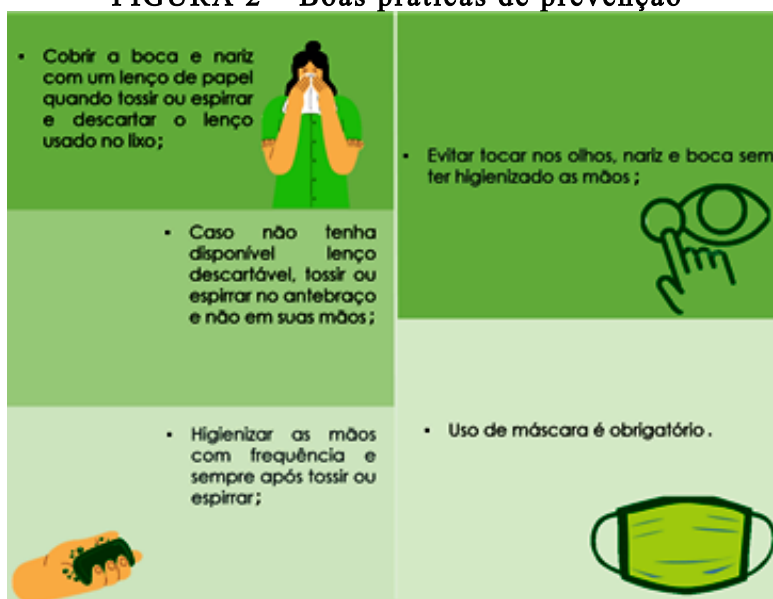 FIGURA 2 – Boas práticas de prevenção
• Cobrir a boca e nariz
com um lenço de papel
quando tossir ou espirrar
e descartar o lenço
usado no lixo;
• Caso não tenha
disponível lenço
descartável, tossir ou
espirrar no antebraço
e não em suas mãos;
• Higienizar as mãos
com frequência e
sempre após tossir ou
espirrar;
• Evitar tocar nos olhos, nariz e boca sem
ter higienizado as mãos;
• Uso de máscara é obrigatório.